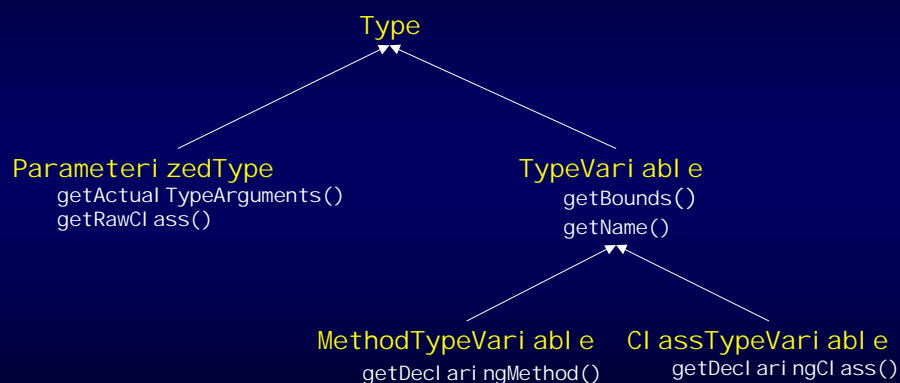 Type
ParameterizedType
getActualTypeArguments()
getRawClass()
TypeVariable
getBounds()
getName()
MethodTypeVariable
getDeclaringMethod()
ClassTypeVariable
getDeclaringClass()